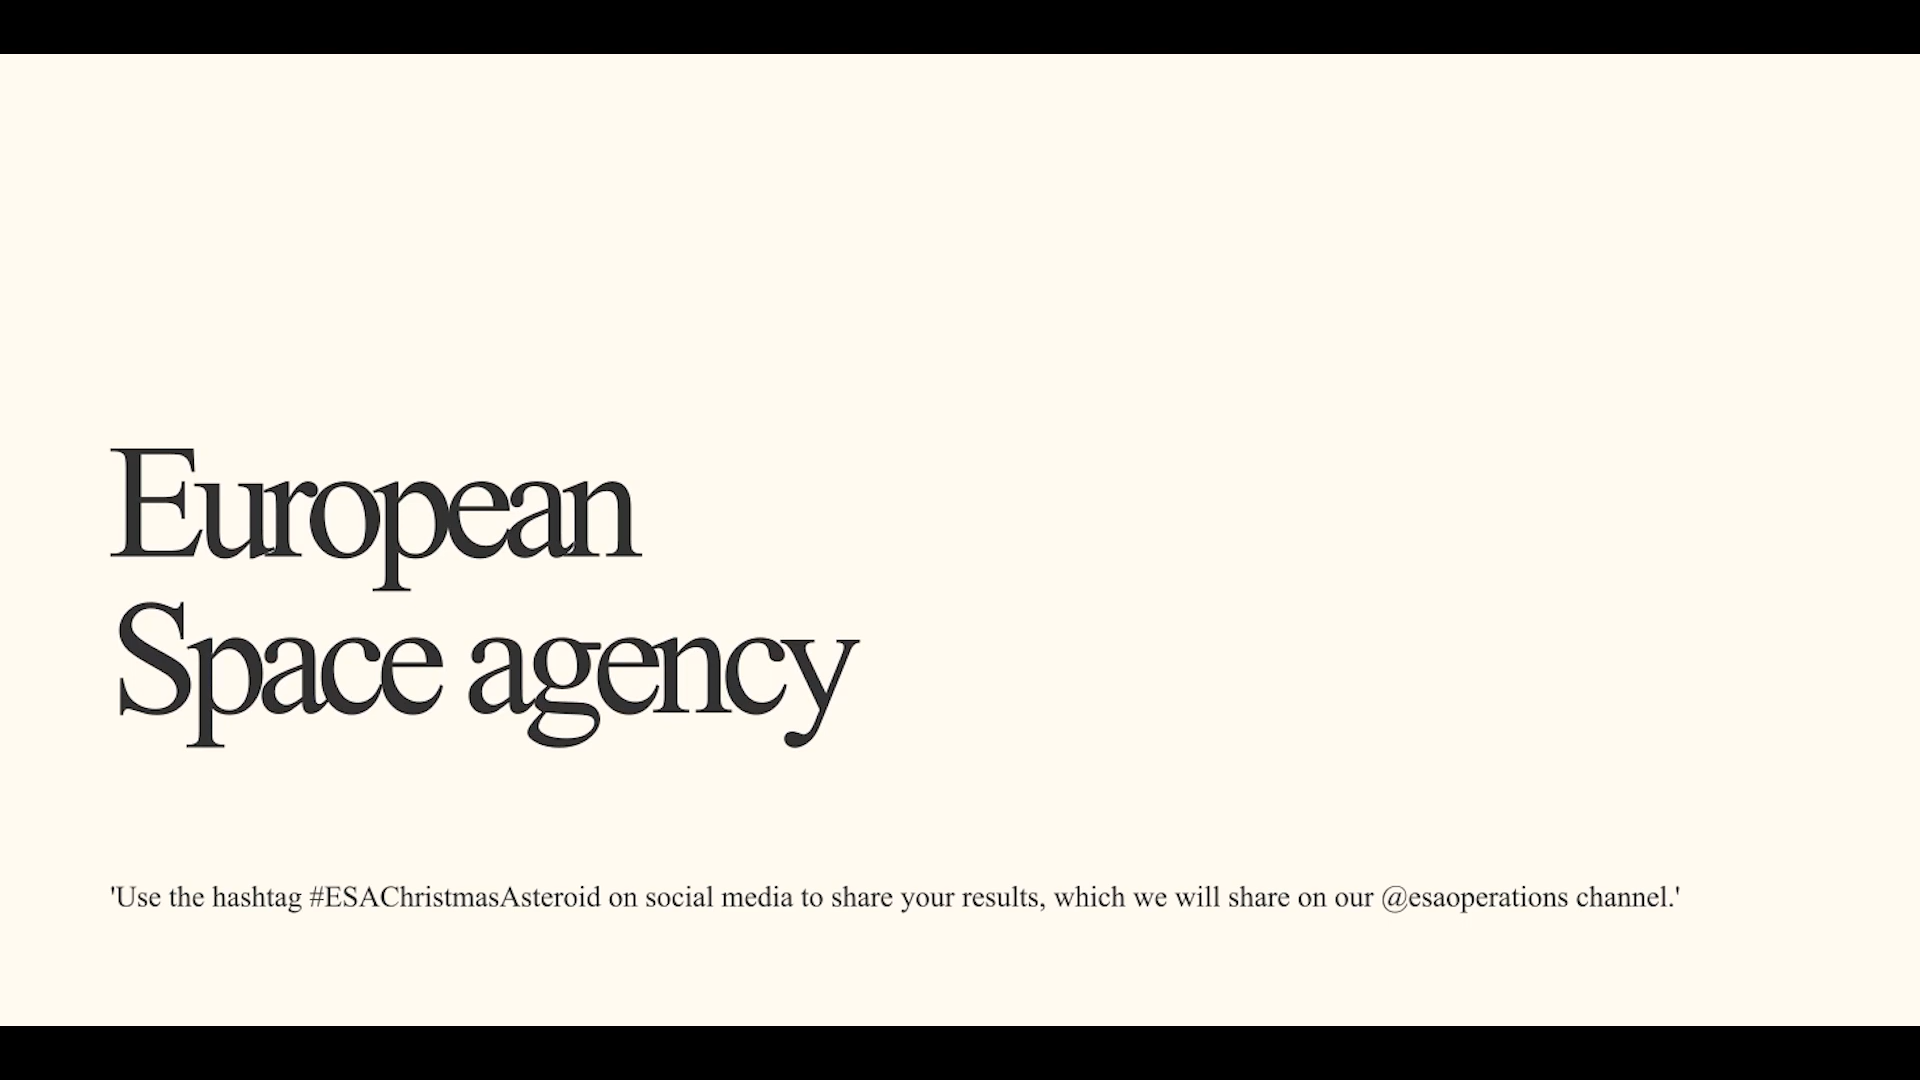 European
Space agency
'Use the hashtag #ESAChristmasAsteroid on social media to share your results, which we will share on our @esaoperations channel.'